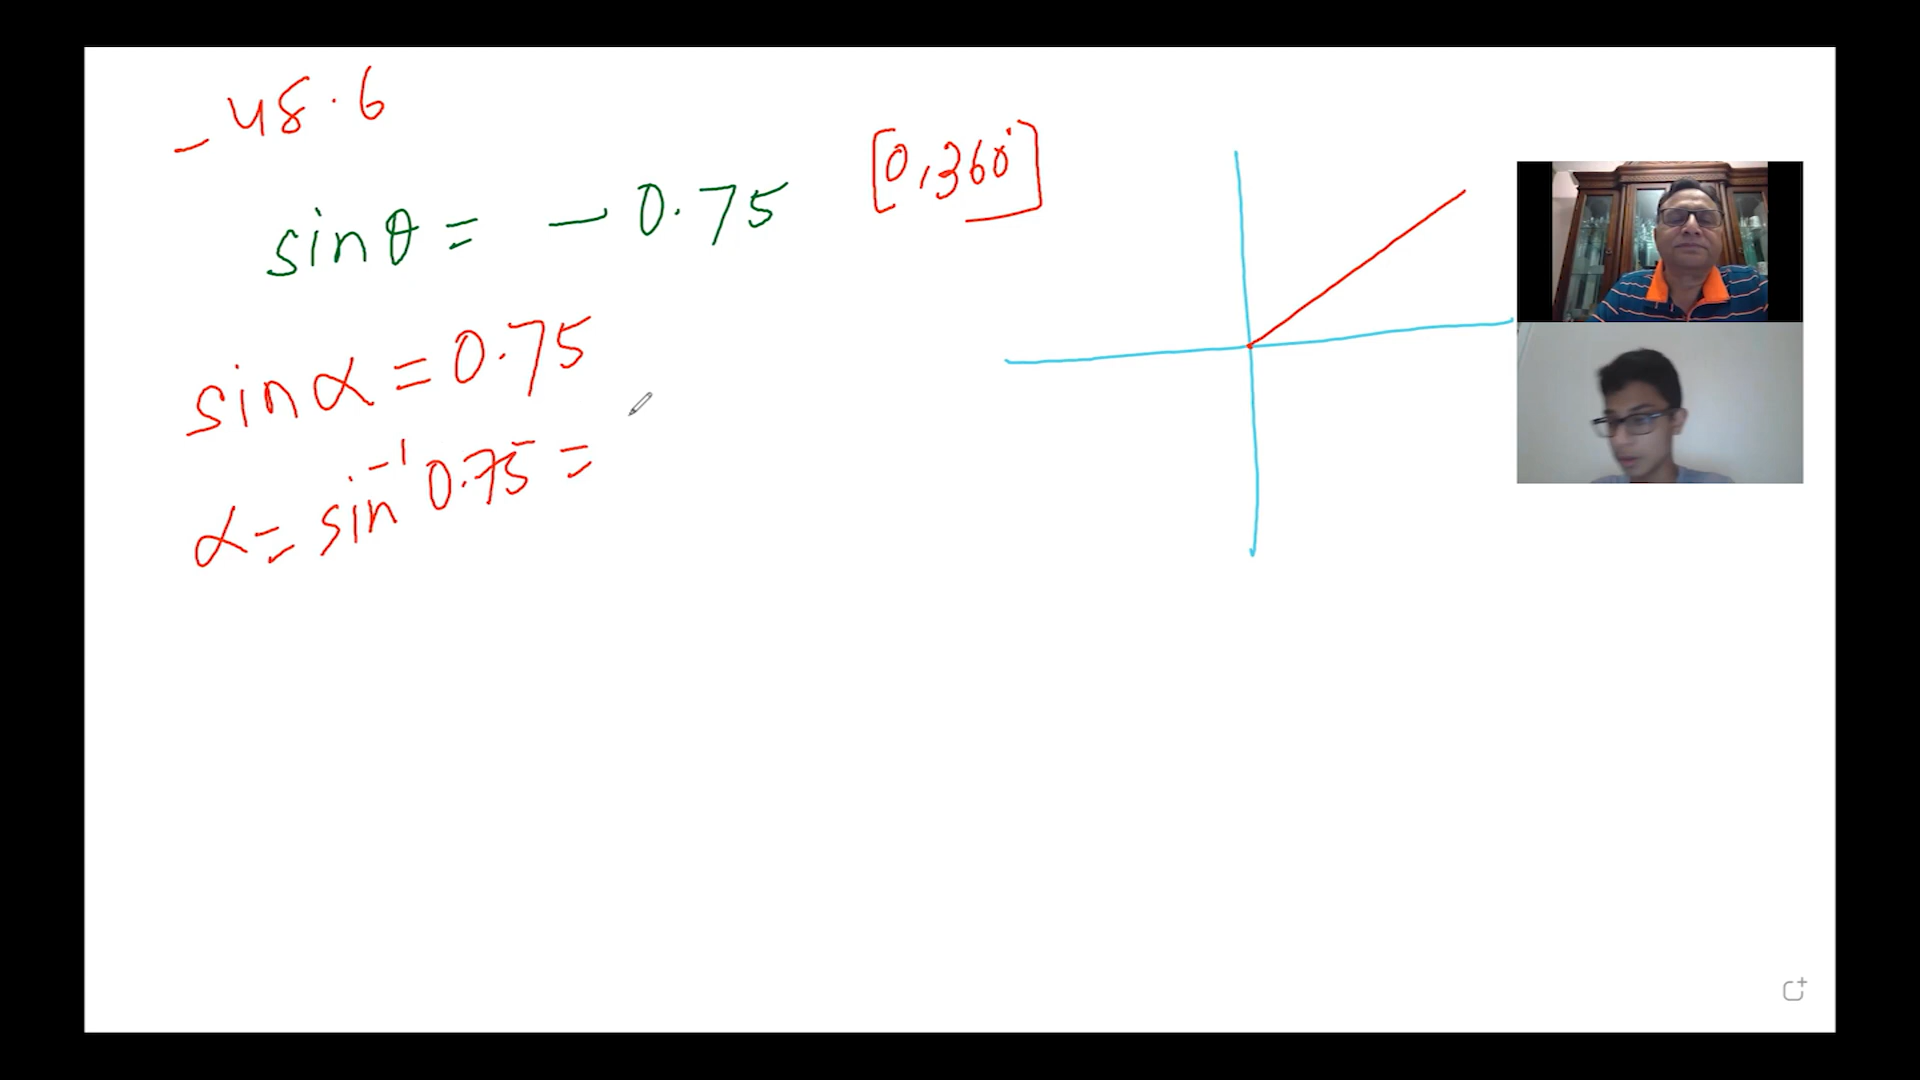 -48.6
sinθ = -0.75
[0,360°]
sinα = 0.75
α = sin⁻¹ 0.75 =